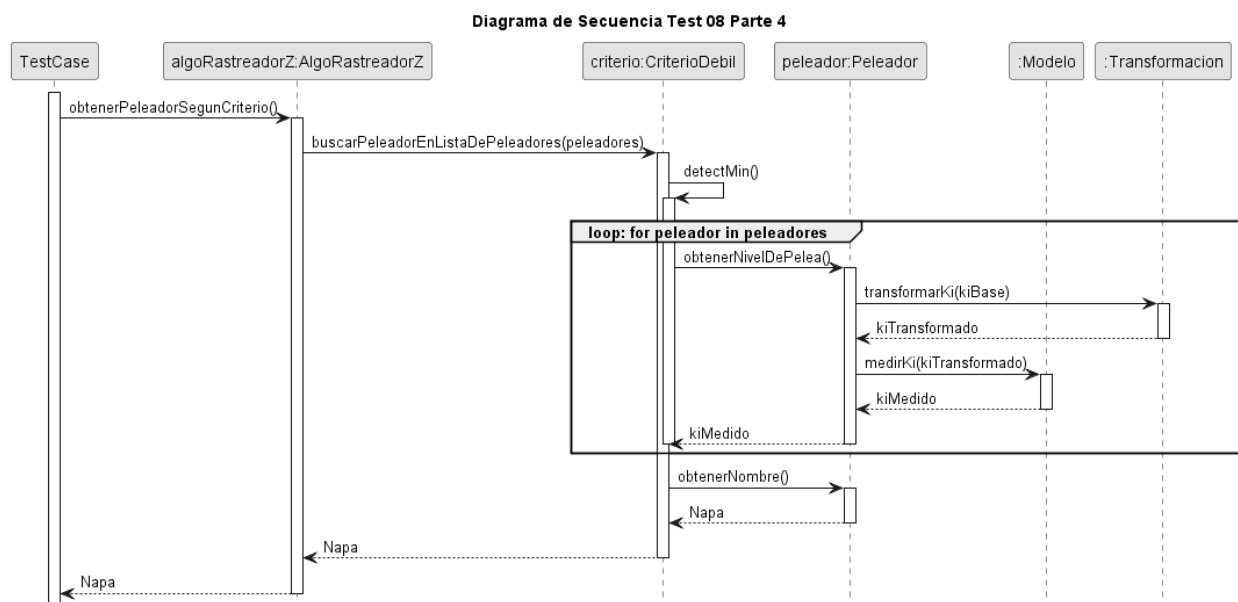 Diagrama de Secuencia Test 08 Parte 4
TestCase
algoRastreadorZ:AlgoRastreadorZ
criterio:CriterioDebil
peleador:Peleador
:Modelo
:Transformacion
obtenerPeleadorSegunCriterio()
buscarPeleadorEnListaDePeleadores(peleadores)
detectMin()
loop: for peleador in peleadores
obtenerNivelDePelea()
transformarKi(kiBase)
kiTransformado
medirKi(kiTransformado)
kiMedido
kiMedido
obtenerNombre()
Napa
Napa
Napa